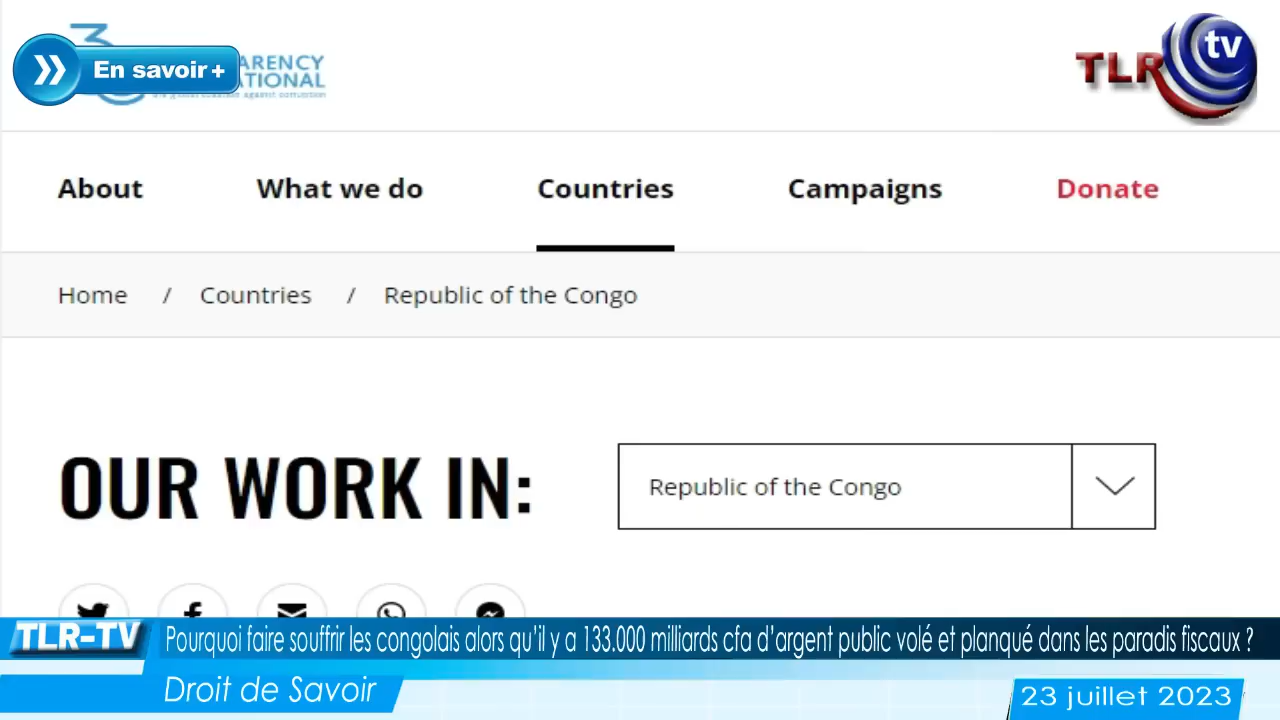 En savoir +
ARENCY
ATIONAL
TLR tv
About What we do Countries Campaigns Donate
Home / Countries / Republic of the Congo
OUR WORK IN:
Republic of the Congo
TLR-TV
Pourquoi faire souffrir les congolais alors qu'il y a 133.000 milliards cfa d'argent public volé et planqué dans les paradis fiscaux ?
Droit de Savoir
23 juillet 2023